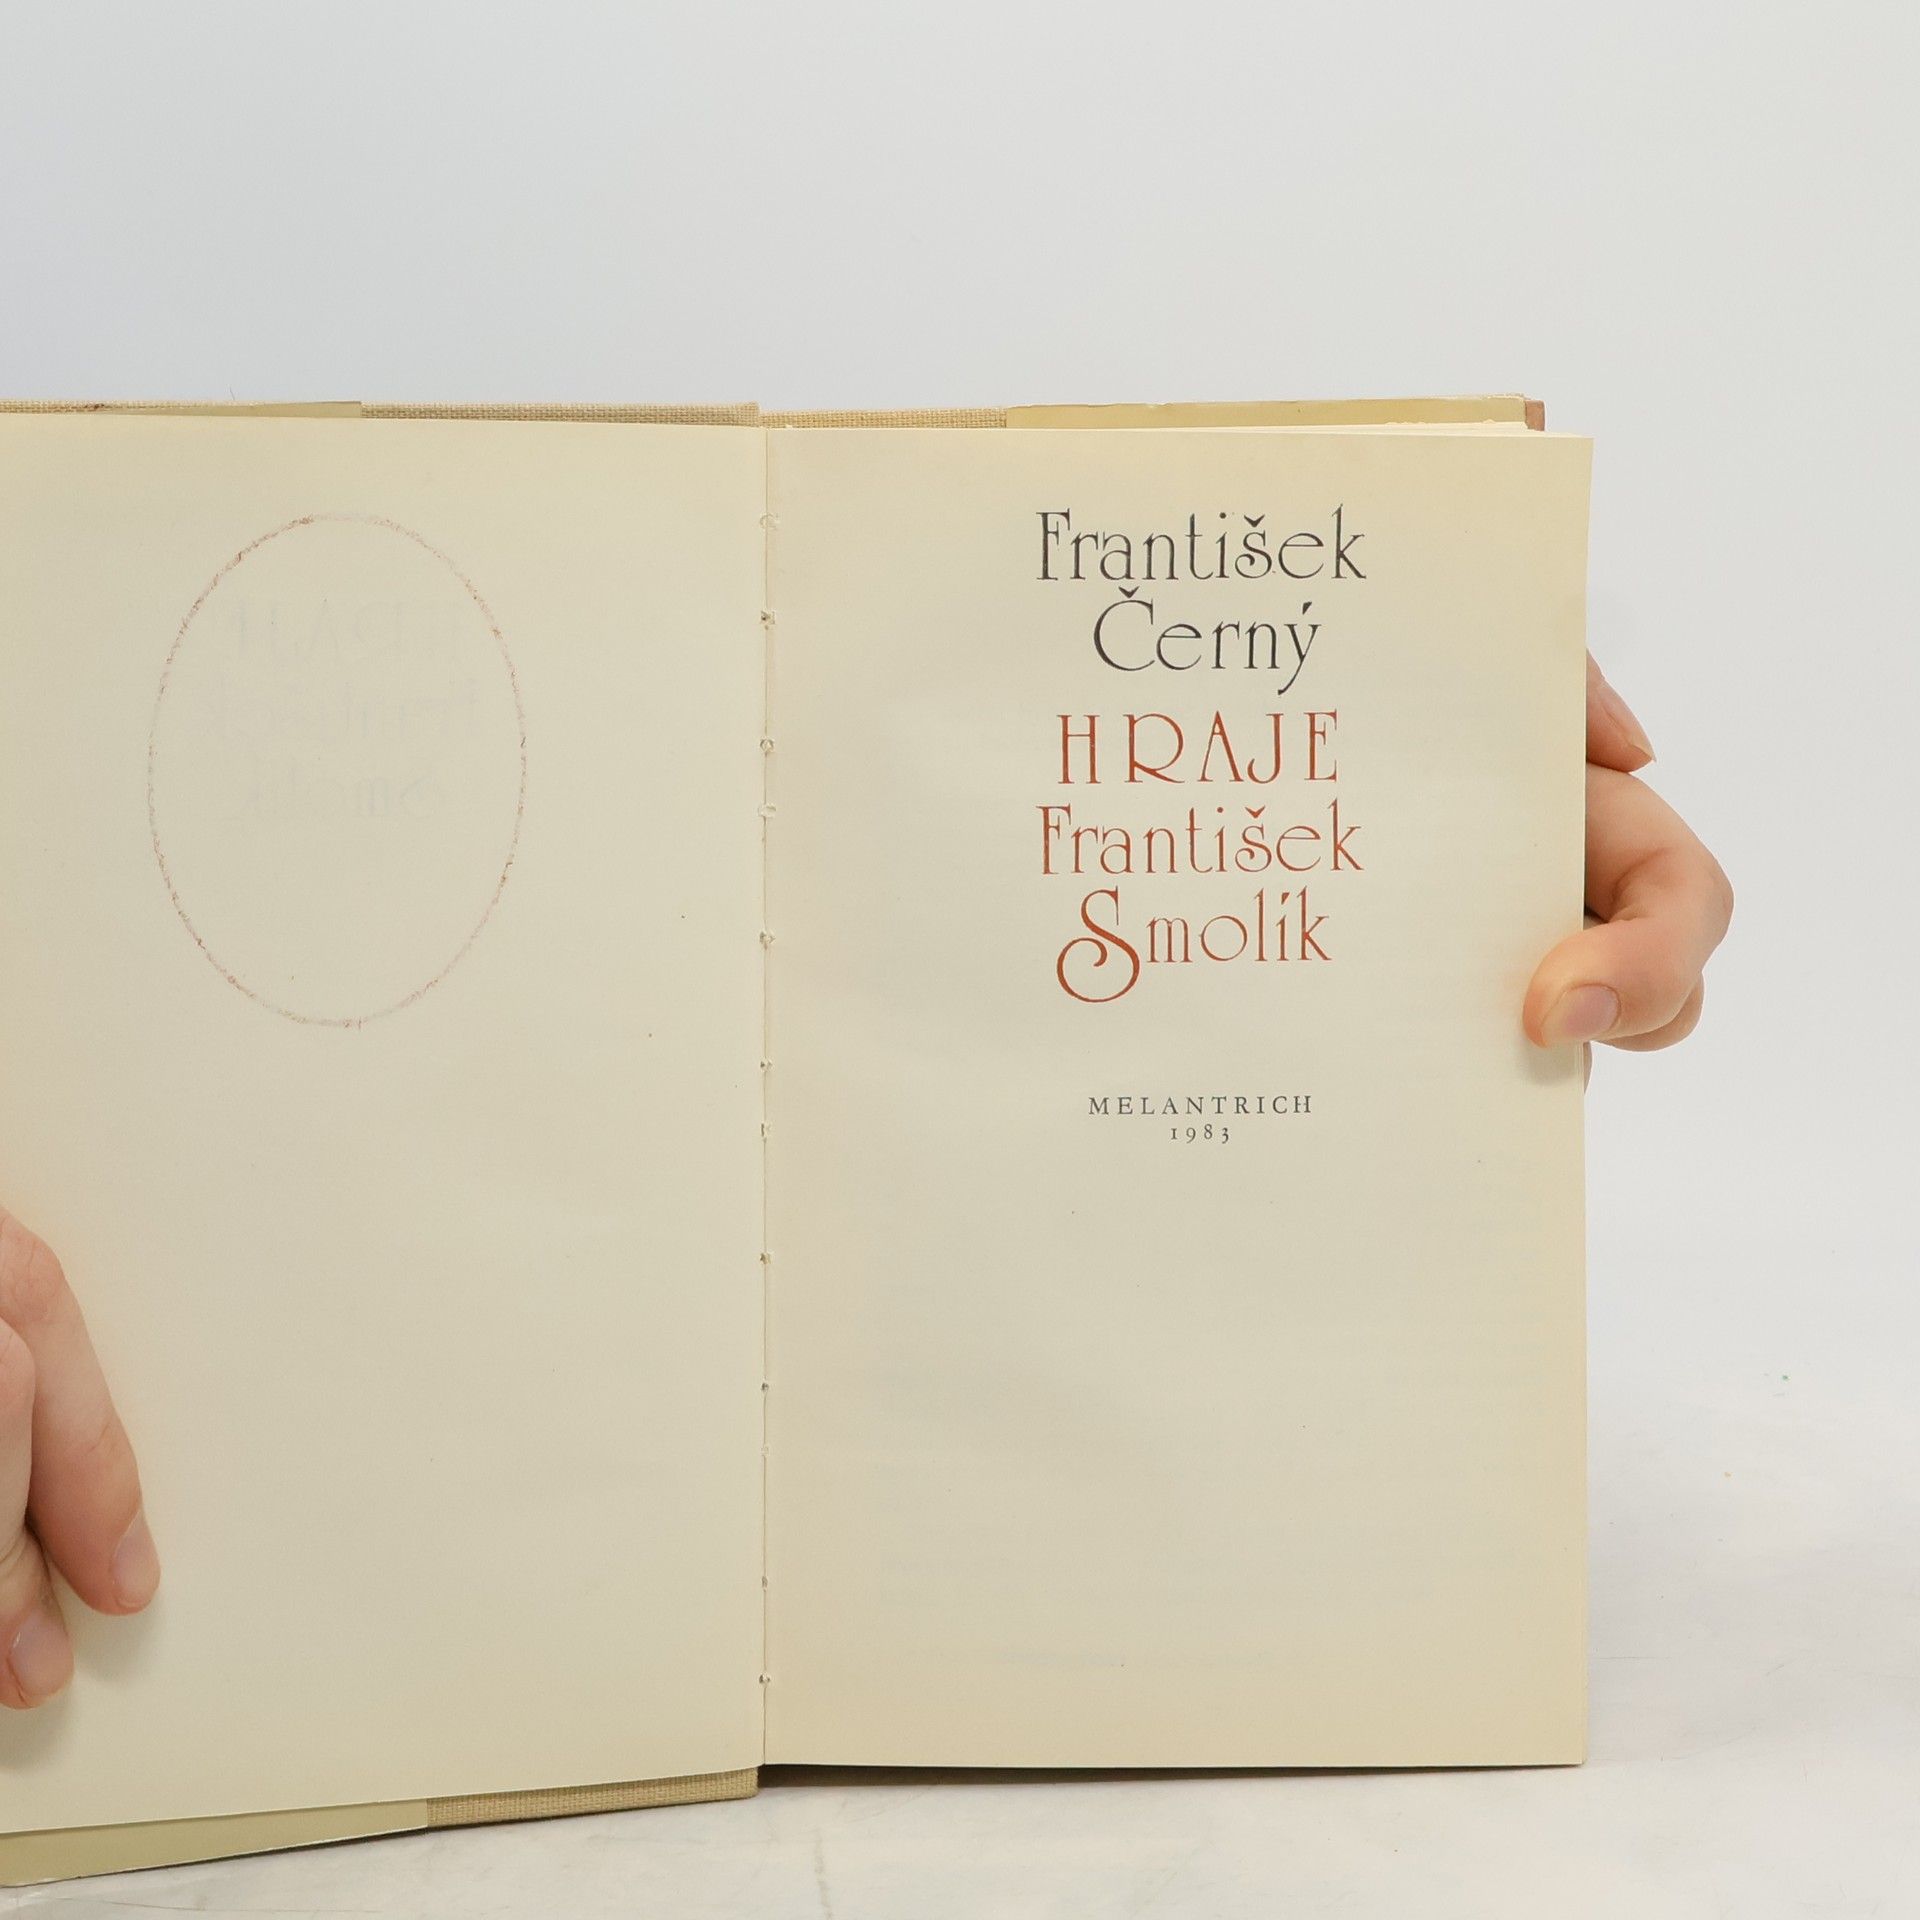 František
Černý
HRAJE
František
Smolík
MELANTRICH
1983